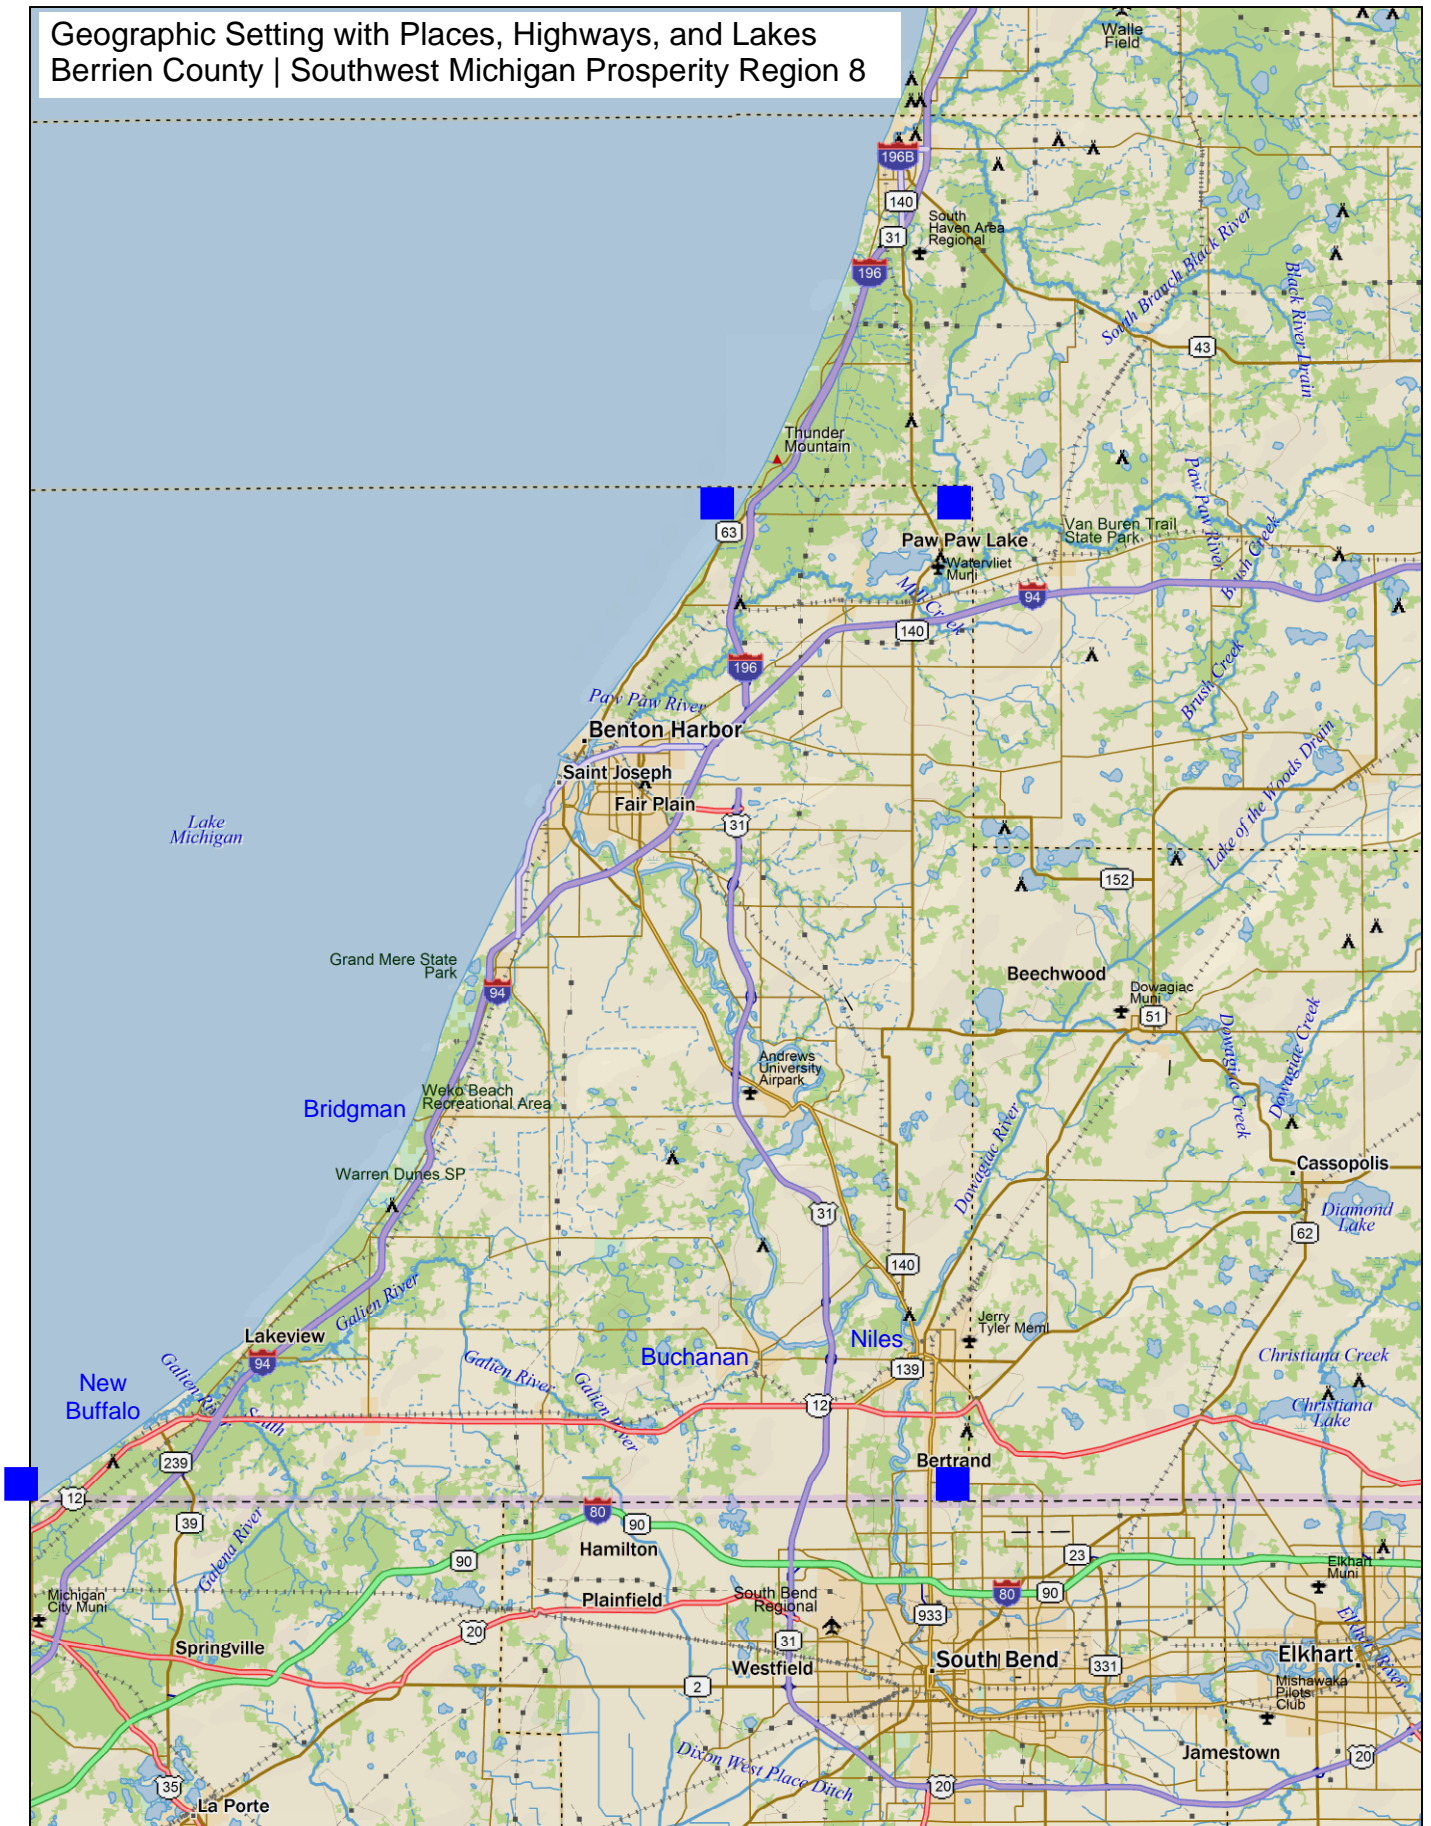 Geographic Setting with Places, Highways, and Lakes
Berrien County | Southwest Michigan Prosperity Region 8
Walle
Field
196B
140
South
Haven Area
Regional
31
196
South Branch Black River
Black River Drain
43
Thunder
Mountain
63
Paw Paw Lake
Van Buren Trail
State Park
Paw Paw River
Brush Creek
Watervliet
Muni
Mill Creek
94
140
196
Brush Creek
Paw Paw River
Benton Harbor
Saint Joseph
Fair Plain
31
Lake
Michigan
Lake of the Woods Drain
152
Grand Mere State
Park
94
Beechwood
Dowagiac
Muni
51
Dowagiac Creek
Dowagiac Creek
Andrews
University
Airpark
Weko Beach
Recreational Area
Bridgman
Dowagiac River
Warren Dunes SP
Cassopolis
Diamond
Lake
31
62
140
Galien River
Lakeview
94
Jerry
Tyler Meml
Niles
Buchanan
139
Galien River
Galien River
Galien River
South
New
Buffalo
Christiana Creek
Christiana
Lake
12
239
Bertrand
12
39
Galena River
80
90
Hamilton
90
23
Elkhart
Muni
Michigan
City Muni
Plainfield
South Bend
Regional
80
90
933
Elkhart River
20
31
Springville
Westfield
South Bend
331
Elkhart
Mishawaka
Pilots
Club
2
Dixon West Place Ditch
Jamestown
20
35
20
La Porte